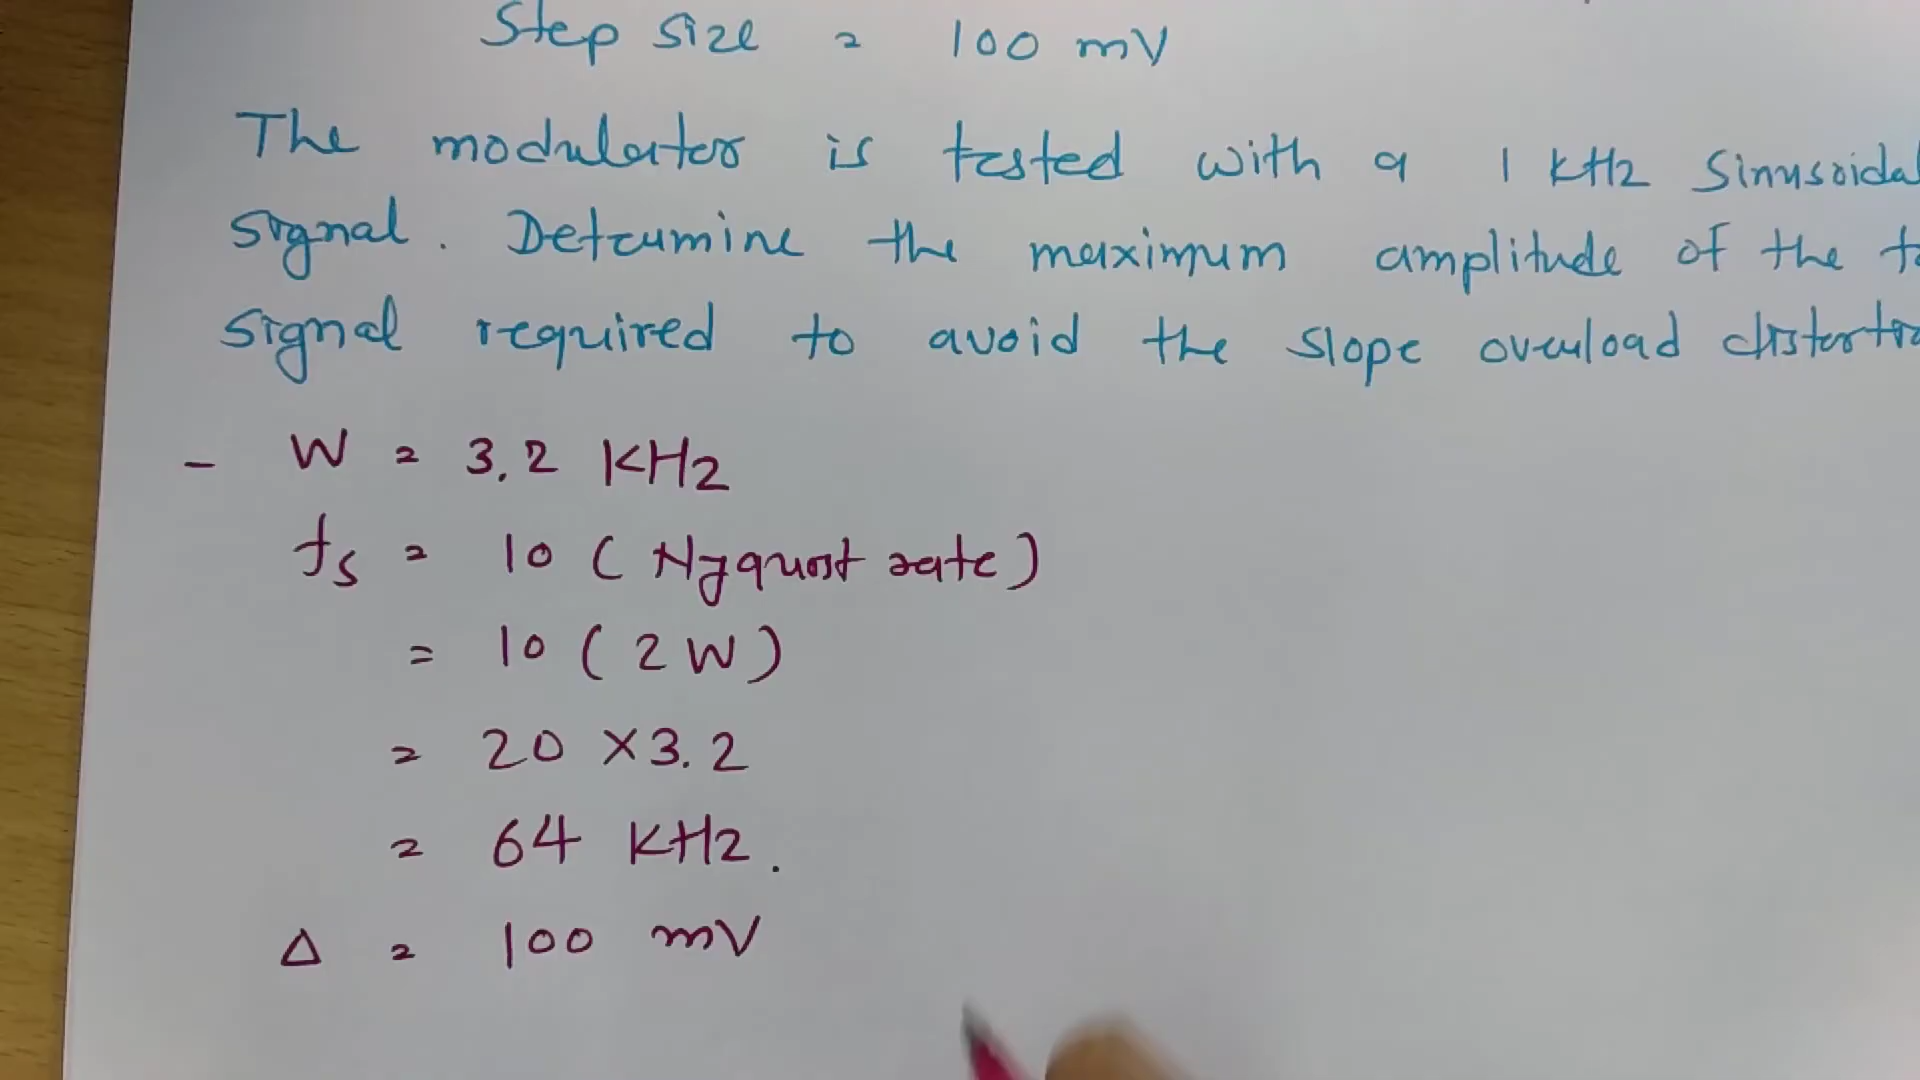 Step size = 100 mV
The modulator is tested with a 1 KHz Sinusoidal
signal. Determine the maximum amplitude of the
signal required to avoid the slope overload
- W = 3.2 KHz
fs = 10 ( Nyquist rate )
= 10 ( 2 W )
= 20 × 3.2
= 64 KHz.
Δ = 100 mV